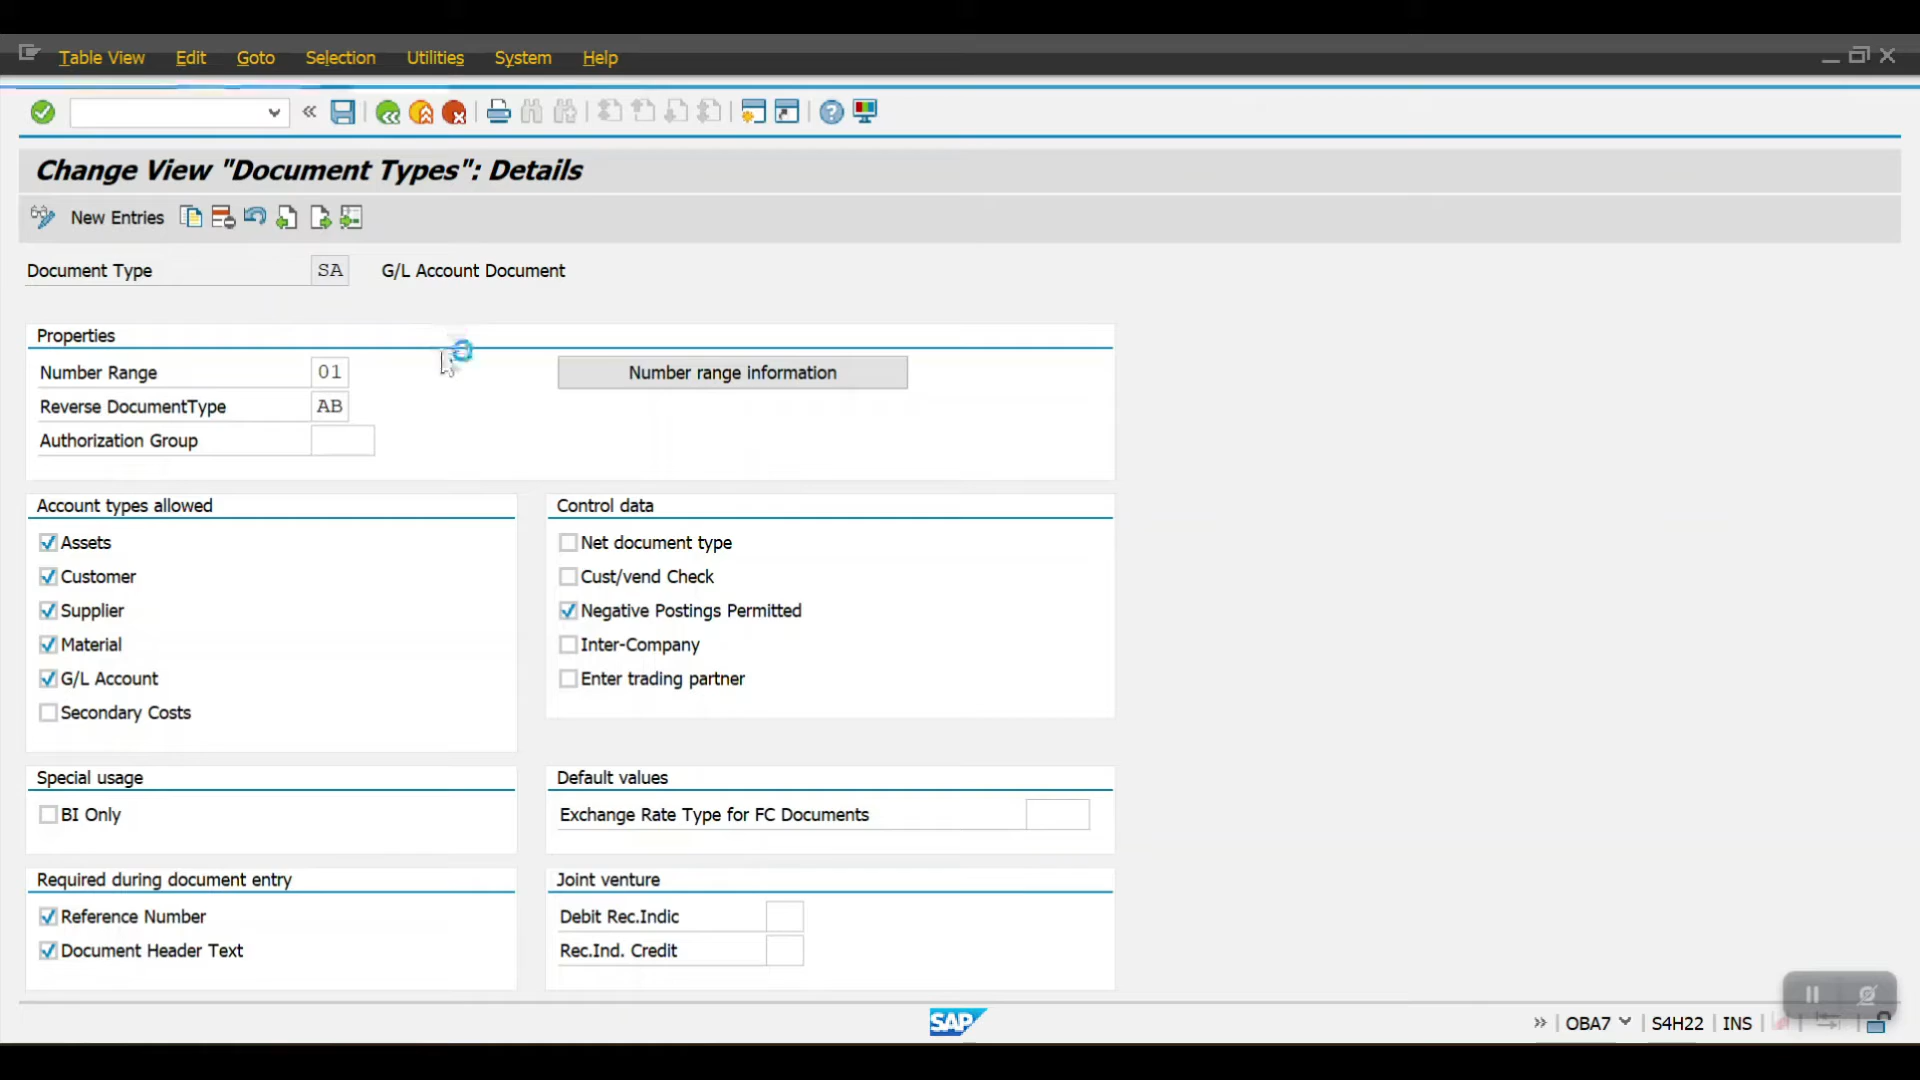 Table View Edit Goto Selection Utilities System Help
Change View "Document Types": Details
New Entries
Document Type SA G/L Account Document
Properties
Number Range 01 Number range information
Reverse DocumentType AB
Authorization Group
Account types allowed
Assets
Customer
Supplier
Material
G/L Account
Secondary Costs
Control data
Net document type
Cust/vend Check
Negative Postings Permitted
Inter-Company
Enter trading partner
Special usage
BI Only
Default values
Exchange Rate Type for FC Documents
Required during document entry
Reference Number
Document Header Text
Joint venture
Debit Rec.Indic
Rec.Ind. Credit
SAP
OBA7 S4H22 INS